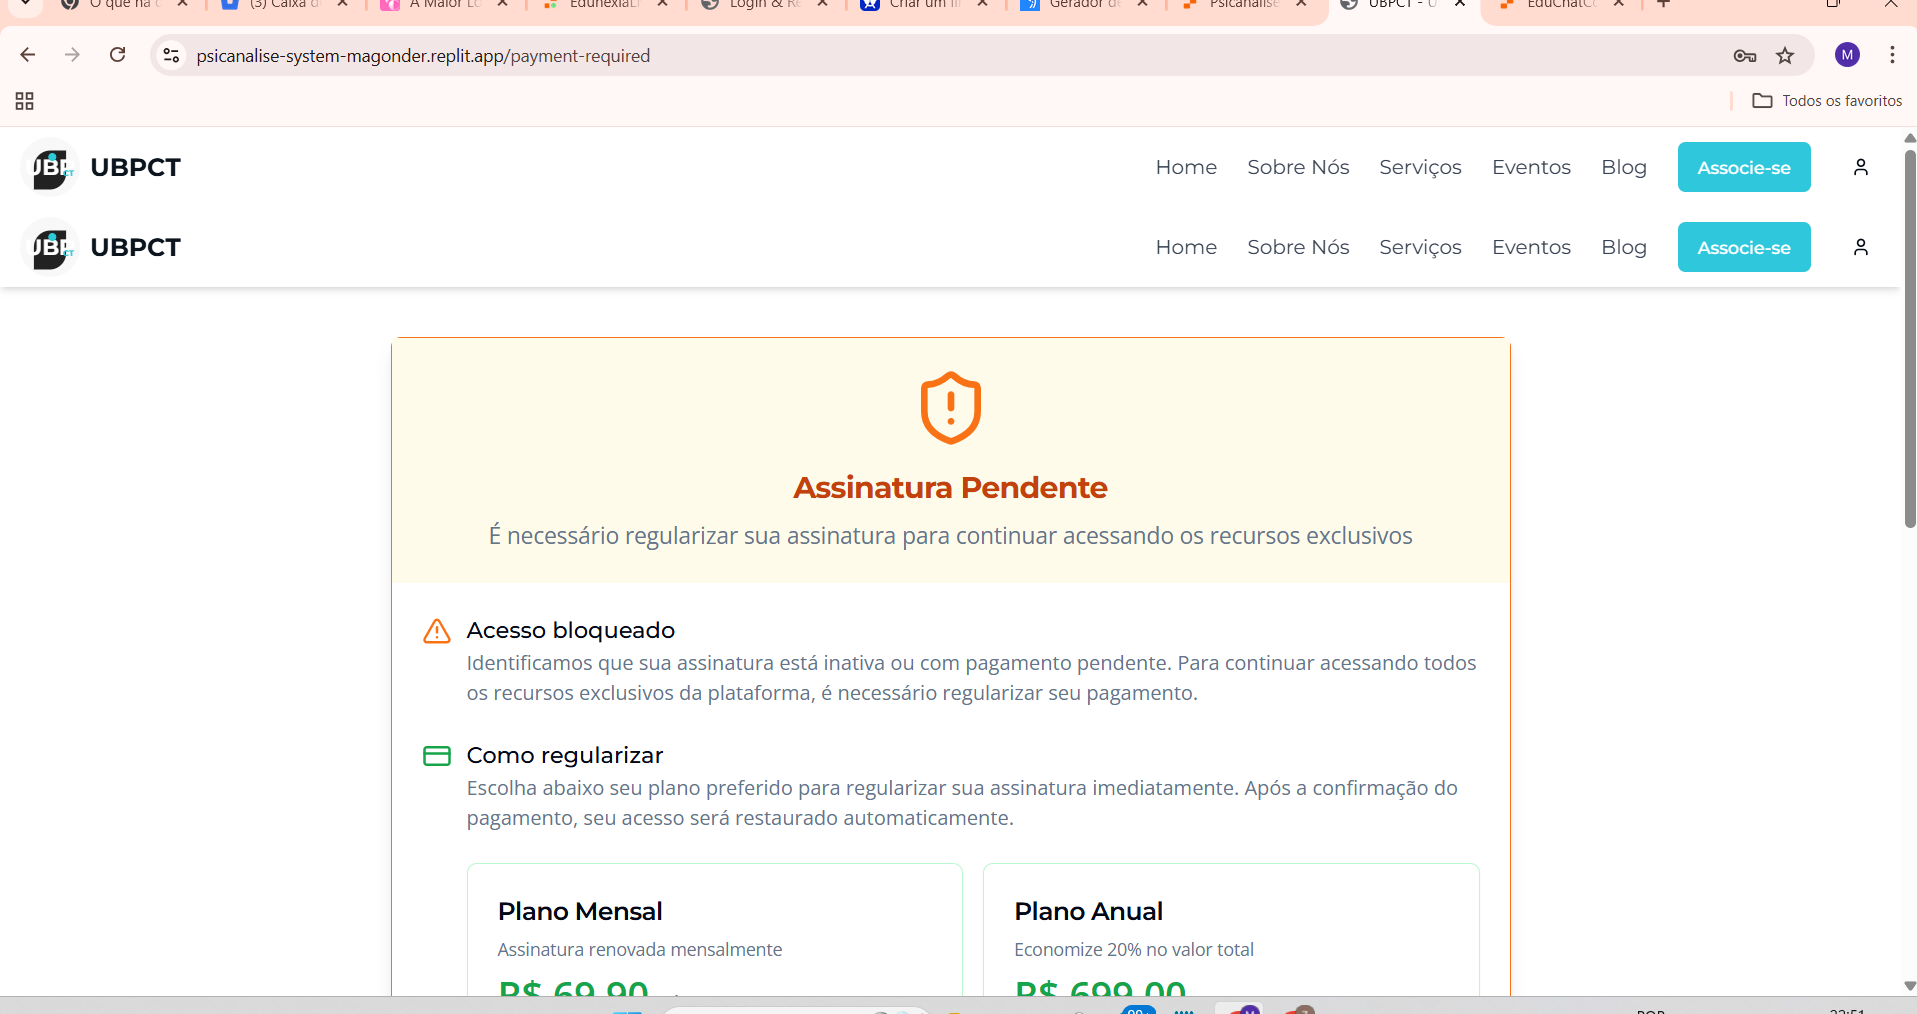 O que há d
(3) Caixa d
A Maior Lo
EdunexiaLi
Login & Re
Criar um li
Gerador de
Psicanálise
UBPCT - U
EduChatCo
psicanalise-system-magonder.replit.app/payment-required
M
Todos os favoritos
UBPCT Home Sobre Nós Serviços Eventos Blog Associe-se
UBPCT Home Sobre Nós Serviços Eventos Blog Associe-se
Assinatura Pendente
É necessário regularizar sua assinatura para continuar acessando os recursos exclusivos
Acesso bloqueado
Identificamos que sua assinatura está inativa ou com pagamento pendente. Para continuar acessando todos
os recursos exclusivos da plataforma, é necessário regularizar seu pagamento.
Como regularizar
Escolha abaixo seu plano preferido para regularizar sua assinatura imediatamente. Após a confirmação do
pagamento, seu acesso será restaurado automaticamente.
Plano Mensal
Assinatura renovada mensalmente
R$ 69,90
Plano Anual
Economize 20% no valor total
R$ 699,00